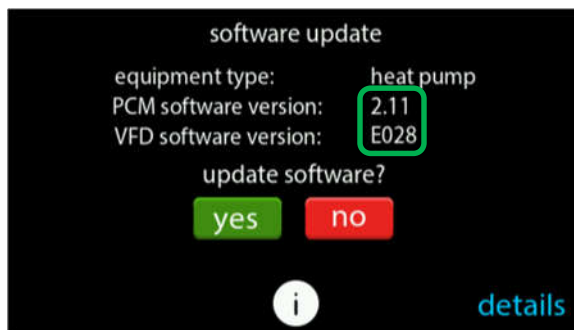 software update
equipment type: heat pump
PCM software version: 2.11
VFD software version: E028
update software?
yes no
i details